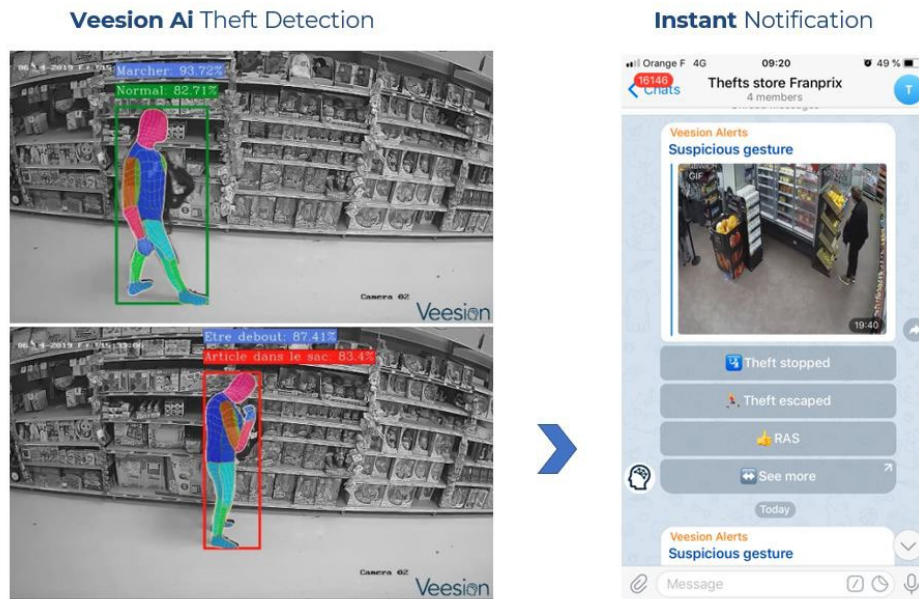 Veesion Ai Theft Detection
Marcher: 93.72%
Normal: 82.71%
Camera 02
Veesion
Etre debout: 87.41%
Article dans le sac: 83.4%
Camera 02
Veesion
Instant Notification
Orange F 4G 09:20 49 %
16146
Chats
Thefts store Franprix
4 members
T
Veesion Alerts
Suspicious gesture
GIF
19:40
Theft stopped
Theft escaped
RAS
See more
Today
Veesion Alerts
Suspicious gesture
Message